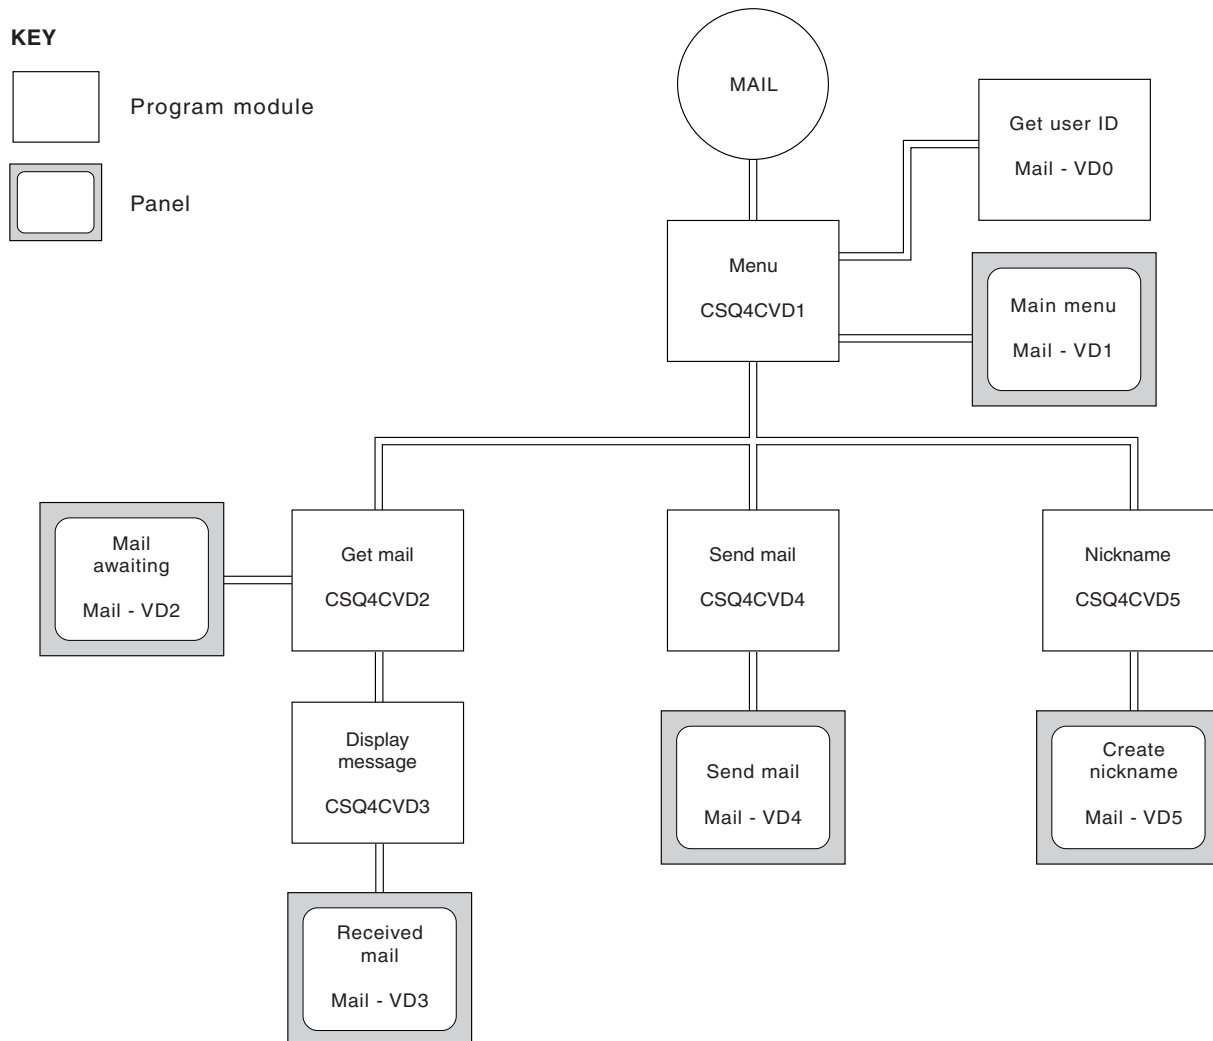 KEY
Program module
Panel
MAIL
Get user ID
Mail - VD0
Menu
CSQ4CVD1
Main menu
Mail - VD1
Mail
awaiting
Mail - VD2
Get mail
CSQ4CVD2
Send mail
CSQ4CVD4
Nickname
CSQ4CVD5
Display
message
CSQ4CVD3
Send mail
Mail - VD4
Create
nickname
Mail - VD5
Received
mail
Mail - VD3